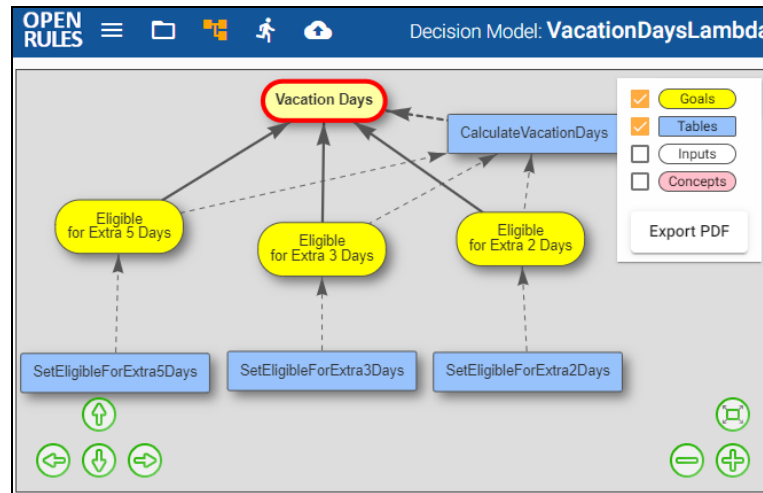 OPEN
RULES
Decision Model: VacationDaysLambda
Vacation Days
CalculateVacationDays
Goals
Tables
Inputs
Concepts
Export PDF
Eligible
for Extra 5 Days
Eligible
for Extra 3 Days
Eligible
for Extra 2 Days
SetEligibleForExtra5Days
SetEligibleForExtra3Days
SetEligibleForExtra2Days